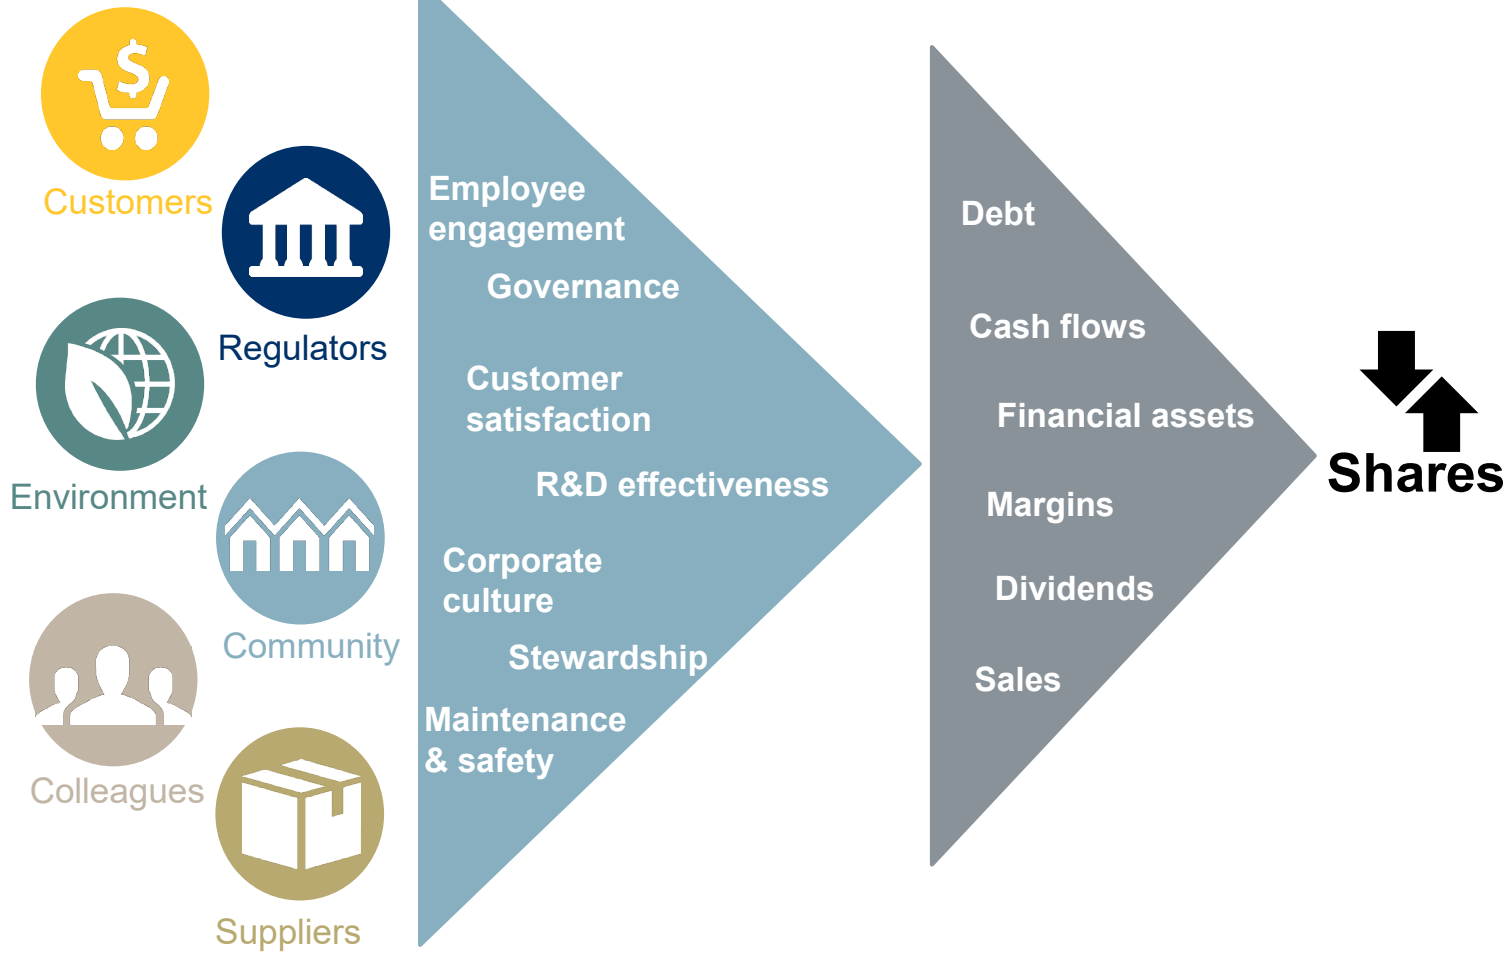 $
Customers
Regulators
Environment
Community
Colleagues
Suppliers
Employee
engagement
Governance
Customer
satisfaction
R&D effectiveness
Corporate
culture
Stewardship
Maintenance
& safety
Debt
Cash flows
Financial assets
Margins
Dividends
Sales
Shares